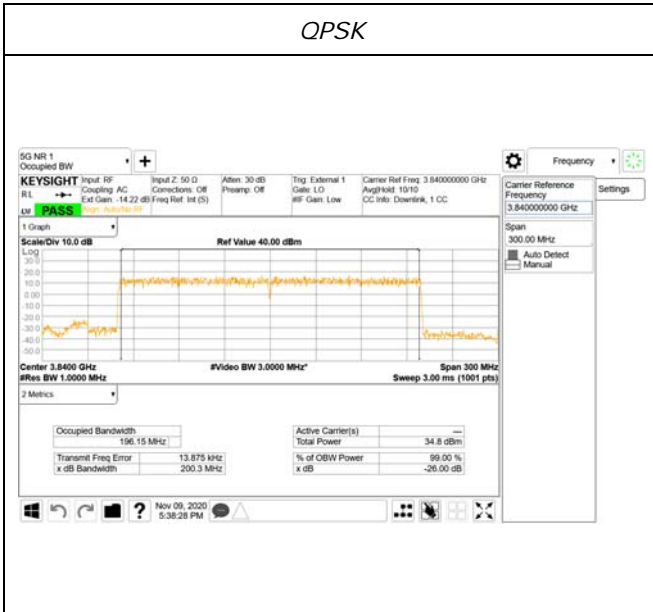 QPSK
5G NR 1
Occupied BW
Frequency
KEYSIGHT
Input: RF
Coupling: AC
Ext Gain: -14.22 dB
Align: Auto/No RF
Input Z: 50 Ω
Corrections: Off
Freq Ref: Int (S)
Atten: 30 dB
Preamp: Off
Trig: External 1
Gate: LO
#IF Gain: Low
Carrier Ref Freq: 3.840000000 GHz
Avg|Hold: 10/10
CC Info: Downlink, 1 CC
RL
PASS
Carrier Reference
Frequency
3.840000000 GHz
Settings
Span
300.00 MHz
Auto Detect
Manual
1 Graph
Scale/Div 10.0 dB
Ref Value 40.00 dBm
Log
30.0
20.0
10.0
0.00
-10.0
-20.0
-30.0
-40.0
-50.0
Center 3.8400 GHz
#Video BW 3.0000 MHz*
Span 300 MHz
#Res BW 1.0000 MHz
Sweep 3.00 ms (1001 pts)
2 Metrics
Occupied Bandwidth
196.15 MHz
Active Carrier(s)
---
Total Power
34.8 dBm
Transmit Freq Error
13.875 kHz
% of OBW Power
99.00 %
x dB Bandwidth
200.3 MHz
x dB
-26.00 dB
Nov 09, 2020
5:38:28 PM